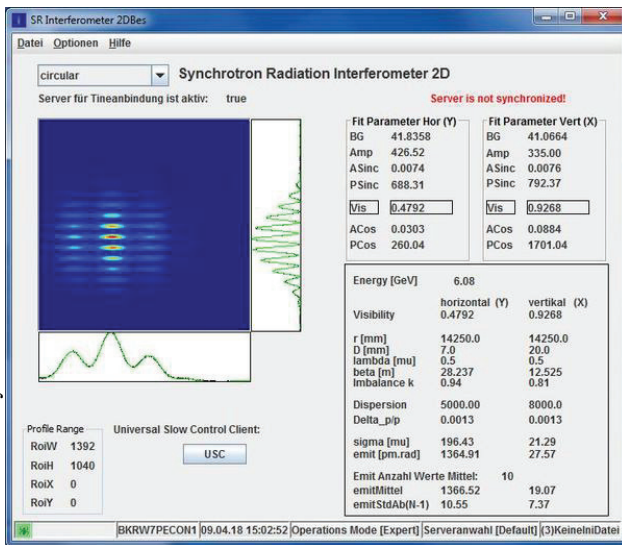 SR Interferometer 2DBes
Datei Optionen Hilfe
circular Synchrotron Radiation Interferometer 2D
Server für Tineanbindung ist aktiv: true Server is not synchronized!
Fit Parameter Hor (Y) Fit Parameter Vert (X)
BG 41.8358 BG 41.0664
Amp 426.52 Amp 335.00
ASinc 0.0074 ASinc 0.0076
PSinc 688.31 PSinc 792.37
Vis 0.4792 Vis 0.9268
ACos 0.0303 ACos 0.0884
PCos 260.04 PCos 1701.04
Energy [GeV] 6.08
horizontal (Y) vertikal (X)
Visibility 0.4792 0.9268
r [mm] 14250.0 14250.0
D [mm] 7.0 20.0
lambda [mu] 0.5 0.5
beta [m] 28.237 12.525
Imbalance k 0.94 0.81
Dispersion 5000.00 8000.0
Delta_p/p 0.0013 0.0013
sigma [mu] 196.43 21.29
emit [pm.rad] 1364.91 27.57
Emit Anzahl Werte Mittel: 10
emitMittel 1366.52 19.07
emitStdAb(N-1) 10.55 7.37
Profile Range
RoiW 1392
RoiH 1040
RoiX 0
RoiY 0
Universal Slow Control Client:
USC
BKRW7PECON1 09.04.18 15:02:52 Operations Mode [Expert] Serveranwahl [Default] (3)KeineIniDatei